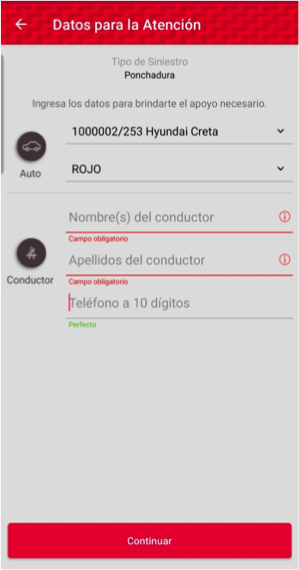 Datos para la Atención
Tipo de Siniestro
Ponchadura
Ingresa los datos para brindarte el apoyo necesario.
1000002/253 Hyundai Creta
Auto
ROJO
Nombre(s) del conductor
Campo obligatorio
Apellidos del conductor
Conductor
Campo obligatorio
Teléfono a 10 dígitos
Perfecto
Continuar